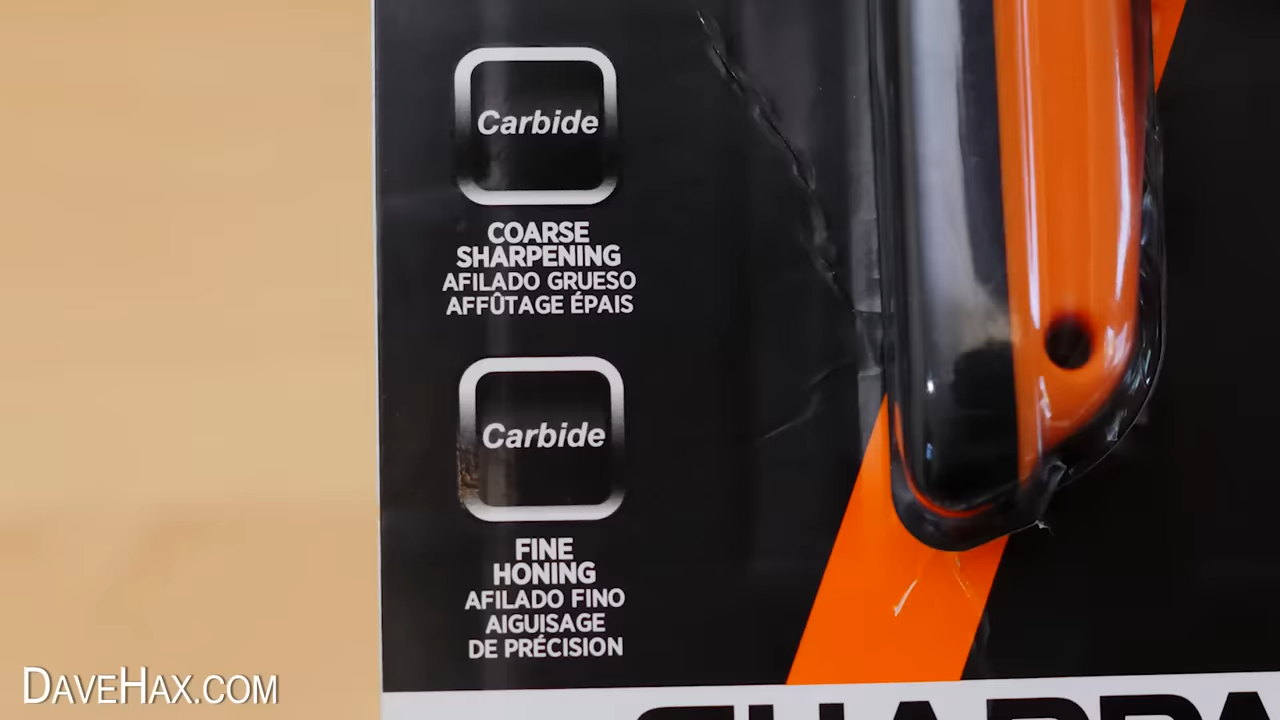 Carbide
COARSE
SHARPENING
AFILADO GRUESO
AFFÛTAGE ÉPAIS
Carbide
FINE
HONING
AFILADO FINO
AIGUISAGE
DE PRÉCISION
DAVEHAX.COM